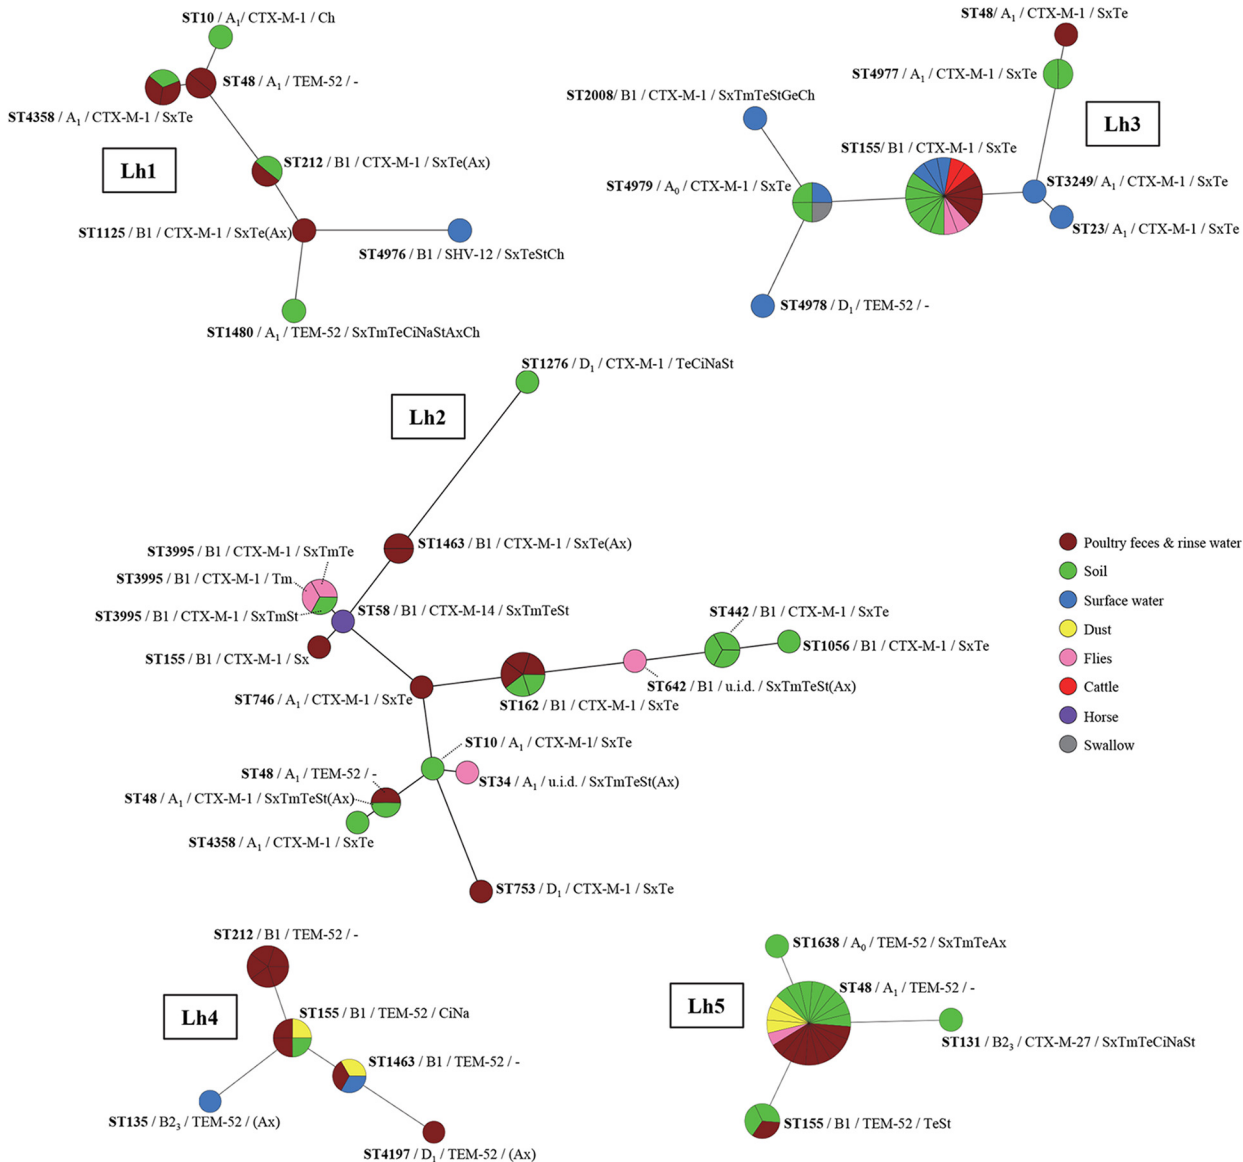 ST10 / A1/ CTX-M-1 / Ch
ST48 / A1 / TEM-52 / -
ST4358 / A1 / CTX-M-1 / SxTe
Lh1
ST212 / B1 / CTX-M-1 / SxTe(Ax)
ST1125 / B1 / CTX-M-1 / SxTe(Ax)
ST4976 / B1 / SHV-12 / SxTeStCh
ST1480 / A1 / TEM-52 / SxTmTeCiNaStAxCh
ST48 / A1 / CTX-M-1 / SxTe
ST4977 / A1 / CTX-M-1 / SxTe
ST2008/ B1 / CTX-M-1 / SxTmTeStGeCh
Lh3
ST155/ B1 / CTX-M-1 / SxTe
ST4979 / A0 / CTX-M-1 / SxTe
ST3249/ A1 / CTX-M-1 / SxTe
ST23/ A1 / CTX-M-1 / SxTe
ST4978 / D1 / TEM-52 / -
ST1276 / D1 / CTX-M-1 / TeCiNaSt
Lh2
ST1463 / B1 / CTX-M-1 / SxTe(Ax)
ST3995 / B1 / CTX-M-1 / SxTmTe
ST3995 / B1 / CTX-M-1 / Tm
ST3995 / B1 / CTX-M-1 / SxTmSt
ST58 / B1 / CTX-M-14 / SxTmTeSt
ST155 / B1 / CTX-M-1 / Sx
ST442 / B1 / CTX-M-1 / SxTe
ST1056 / B1 / CTX-M-1 / SxTe
ST642 / B1 / u.i.d. / SxTmTeSt(Ax)
ST746 / A1 / CTX-M-1 / SxTe
ST162 / B1 / CTX-M-1 / SxTe
ST10 / A1 / CTX-M-1/ SxTe
ST48 / A1 / TEM-52 / -
ST34 / A1 / u.i.d. / SxTmTeSt(Ax)
ST48 / A1 / CTX-M-1 / SxTmTeSt(Ax)
ST4358 / A1 / CTX-M-1 / SxTe
ST753 / D1 / CTX-M-1 / SxTe
Poultry feces & rinse water
Soil
Surface water
Dust
Flies
Cattle
Horse
Swallow
ST212 / B1 / TEM-52 / -
Lh4
ST155 / B1 / TEM-52 / CiNa
ST1463 / B1 / TEM-52 / -
ST135 / B23 / TEM-52 / (Ax)
ST4197 / D1 / TEM-52 / (Ax)
ST1638 / A0 / TEM-52 / SxTmTeAx
ST48 / A1 / TEM-52 / -
Lh5
ST131 / B23 / CTX-M-27 / SxTmTeCiNaSt
ST155 / B1 / TEM-52 / TeSt